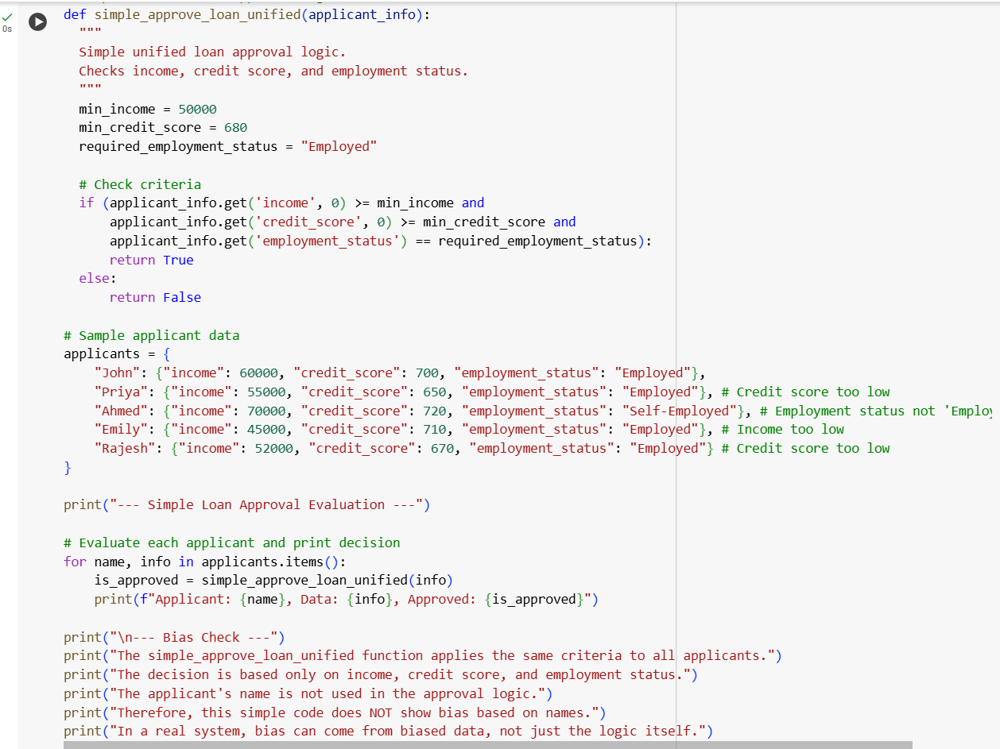 def simple_approve_loan_unified(applicant_info):
0s
"""
Simple unified loan approval logic.
Checks income, credit score, and employment status.
"""
min_income = 50000
min_credit_score = 680
required_employment_status = "Employed"
# Check criteria
if (applicant_info.get('income', 0) >= min_income and
applicant_info.get('credit_score', 0) >= min_credit_score and
applicant_info.get('employment_status') == required_employment_status):
return True
else:
return False
# Sample applicant data
applicants = {
"John": {"income": 60000, "credit_score": 700, "employment_status": "Employed"},
"Priya": {"income": 55000, "credit_score": 650, "employment_status": "Employed"}, # Credit score too low
"Ahmed": {"income": 70000, "credit_score": 720, "employment_status": "Self-Employed"}, # Employment status not 'Employ
"Emily": {"income": 45000, "credit_score": 710, "employment_status": "Employed"}, # Income too low
"Rajesh": {"income": 52000, "credit_score": 670, "employment_status": "Employed"} # Credit score too low
}
print("--- Simple Loan Approval Evaluation ---")
# Evaluate each applicant and print decision
for name, info in applicants.items():
is_approved = simple_approve_loan_unified(info)
print(f"Applicant: {name}, Data: {info}, Approved: {is_approved}")
print("\n--- Bias Check ---")
print("The simple_approve_loan_unified function applies the same criteria to all applicants.")
print("The decision is based only on income, credit score, and employment status.")
print("The applicant's name is not used in the approval logic.")
print("Therefore, this simple code does NOT show bias based on names.")
print("In a real system, bias can come from biased data, not just the logic itself.")